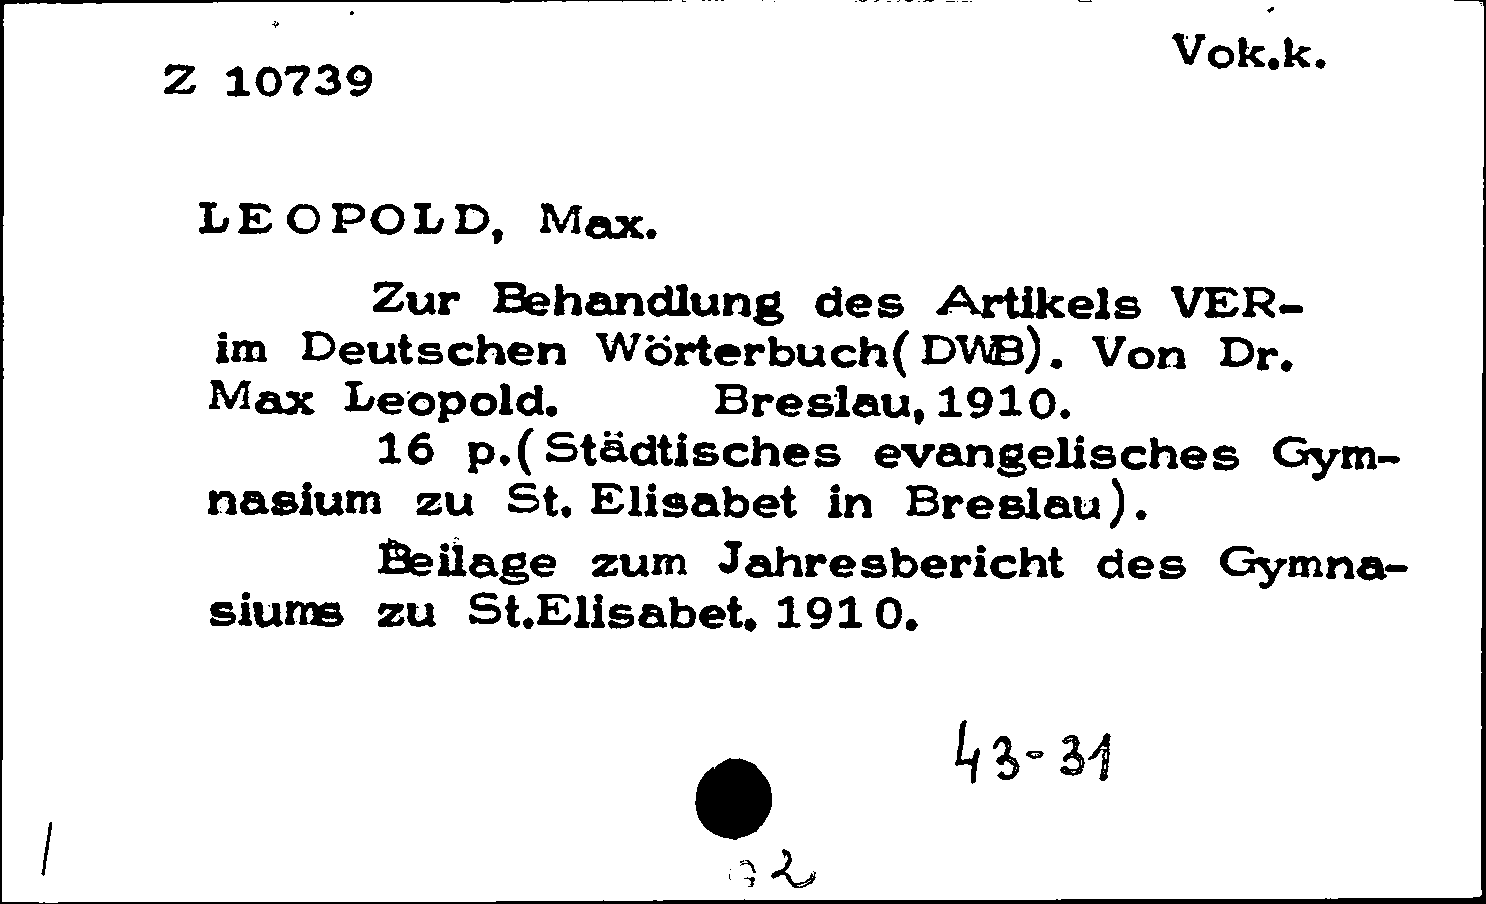 Vok.k.
Z 10739
LEOPOLD, Max.
Zur Behandlung des Artikels VER-
im Deutschen Wörterbuch(DWB). Von Dr.
Max Leopold. Breslau, 1910.
16 p.(Städtisches evangelisches Gym-
nasium zu St. Elisabet in Breslau).
Beilage zum Jahresbericht des Gymna-
siums zu St.Elisabet. 1910.
43-31